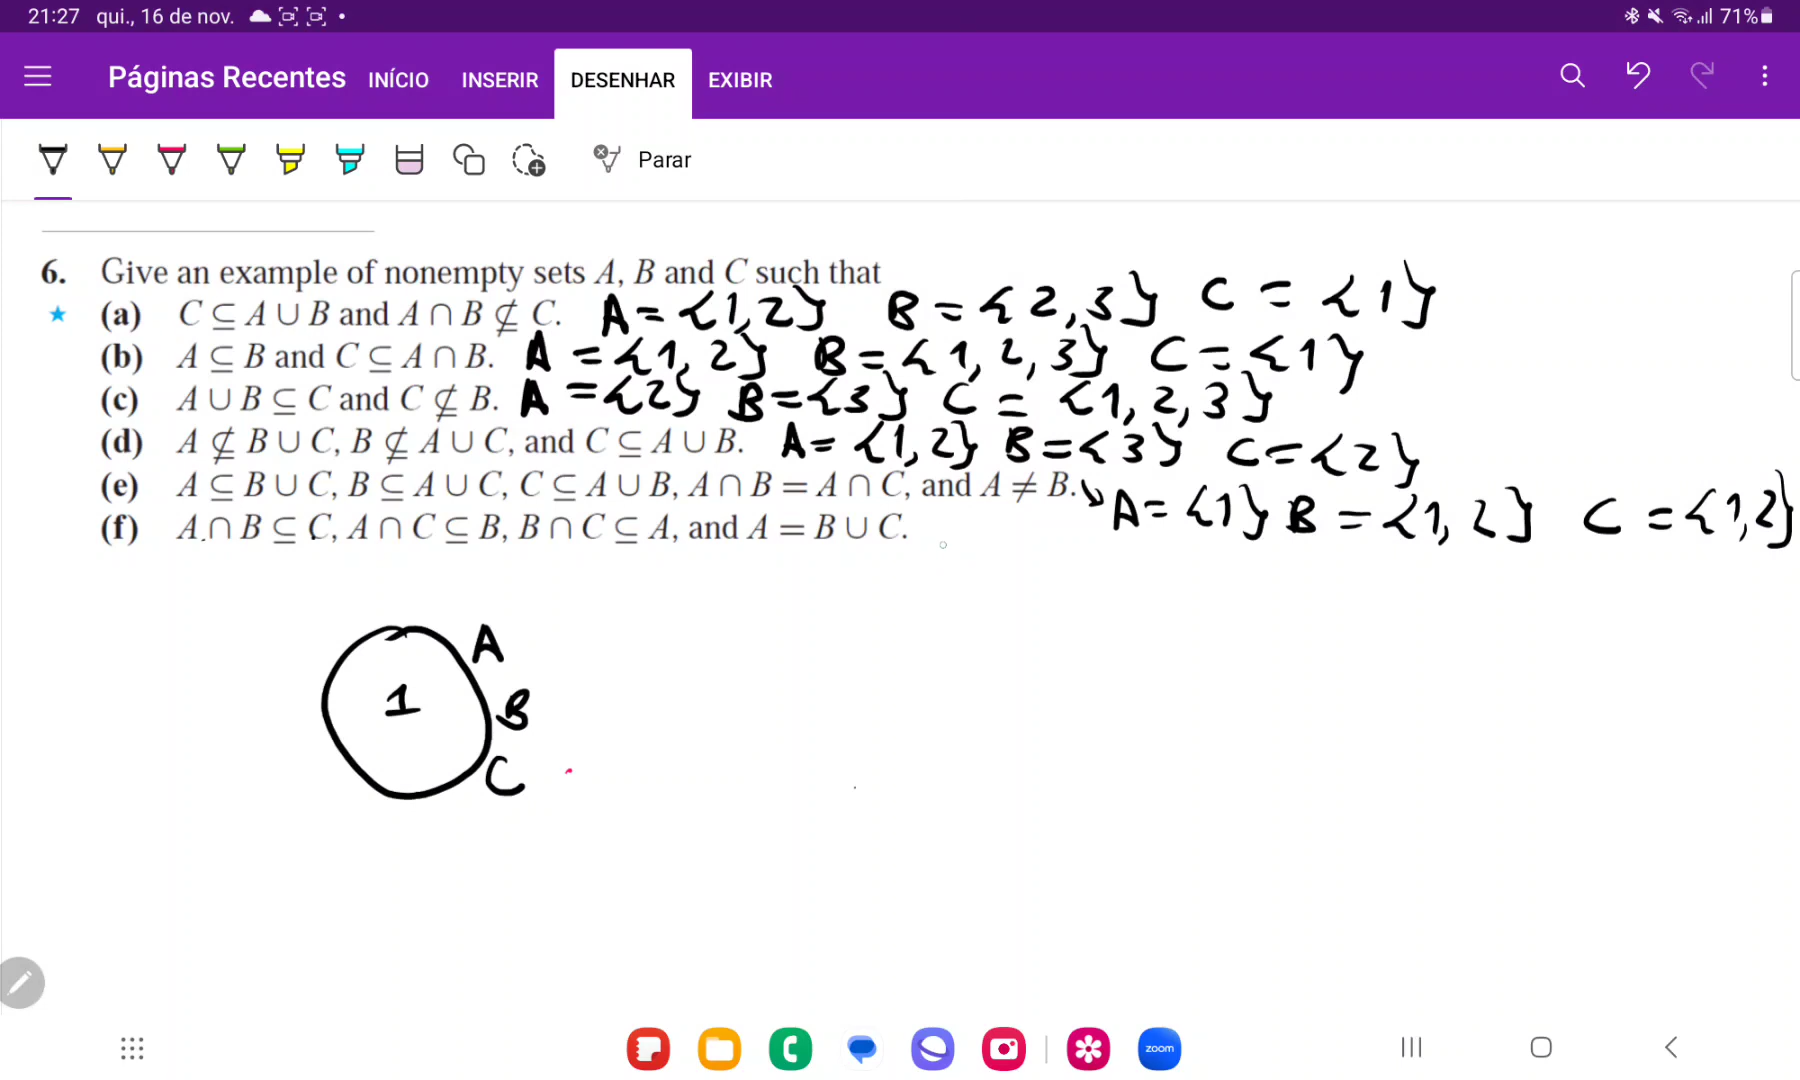 21:27 qui., 16 de nov. 71%
Páginas Recentes INÍCIO INSERIR DESENHAR EXIBIR
Parar
6. Give an example of nonempty sets A, B and C such that
(a) C ⊆ A ∪ B and A ∩ B ⊈ C. A = {1,2} B = {2,3} C = {1}
(b) A ⊆ B and C ⊆ A ∩ B. A = {1,2} B = {1,2,3} C = {1}
(c) A ∪ B ⊆ C and C ⊈ B. A = {2} B = {3} C = {1,2,3}
(d) A ⊈ B ∪ C, B ⊈ A ∪ C, and C ⊆ A ∪ B. A = {1,2} B = {3} C = {2}
(e) A ⊆ B ∪ C, B ⊆ A ∪ C, C ⊆ A ∪ B, A ∩ B = A ∩ C, and A ≠ B. A = {1} B = {1,2} C = {1,2}
(f) A ∩ B ⊆ C, A ∩ C ⊆ B, B ∩ C ⊆ A, and A = B ∪ C.
A
1 B
C
zoom